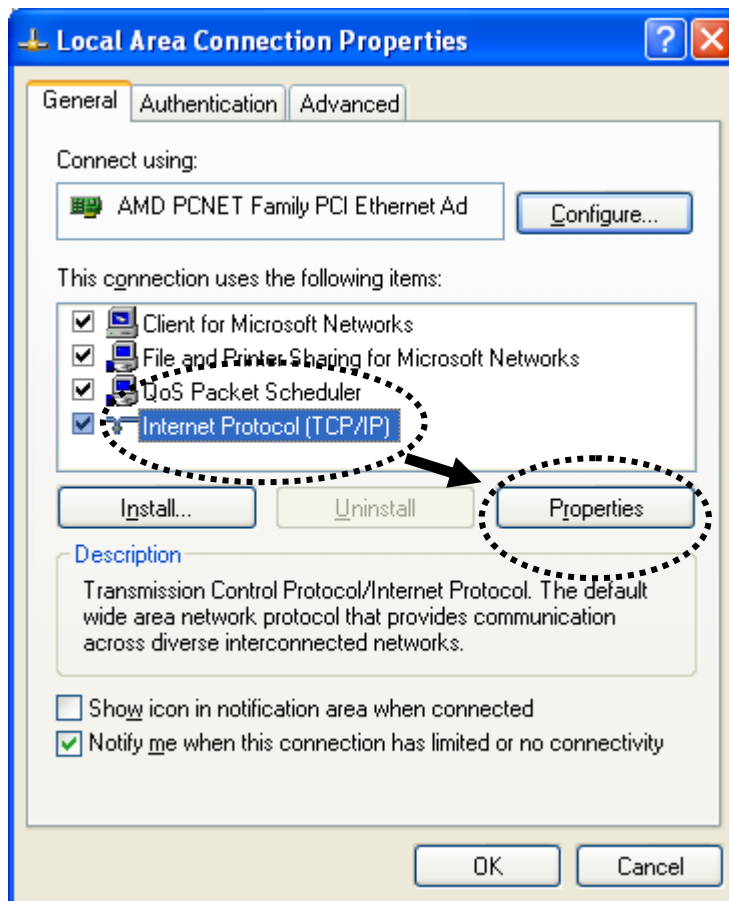 Local Area Connection Properties
General Authentication Advanced
Connect using:
AMD PCNET Family PCI Ethernet Ad
Configure...
This connection uses the following items:
Client for Microsoft Networks
File and Printer Sharing for Microsoft Networks
QoS Packet Scheduler
Internet Protocol (TCP/IP)
Install... Uninstall Properties
Description
Transmission Control Protocol/Internet Protocol. The default
wide area network protocol that provides communication
across diverse interconnected networks.
Show icon in notification area when connected
Notify me when this connection has limited or no connectivity
OK Cancel